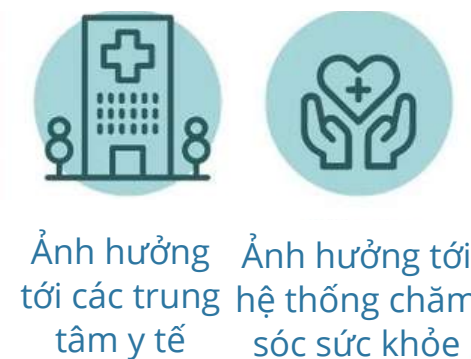 Ảnh hưởng
tới các trung
tâm y tế
Ảnh hưởng tới
hệ thống chăm
sóc sức khỏe